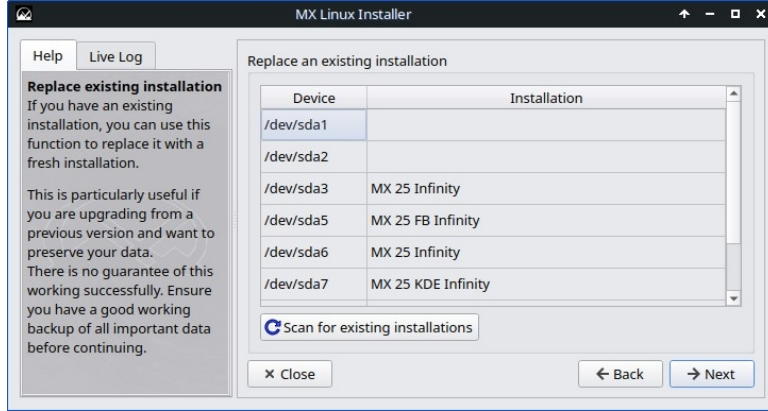 MX Linux Installer
Help
Live Log
Replace existing installation
If you have an existing
installation, you can use this
function to replace it with a
fresh installation.
This is particularly useful if
you are upgrading from a
previous version and want to
preserve your data.
There is no guarantee of this
working successfully. Ensure
you have a good working
backup of all important data
before continuing.
Replace an existing installation
Device Installation
/dev/sda1
/dev/sda2
/dev/sda3 MX 25 Infinity
/dev/sda5 MX 25 FB Infinity
/dev/sda6 MX 25 Infinity
/dev/sda7 MX 25 KDE Infinity
Scan for existing installations
Close
Back
Next